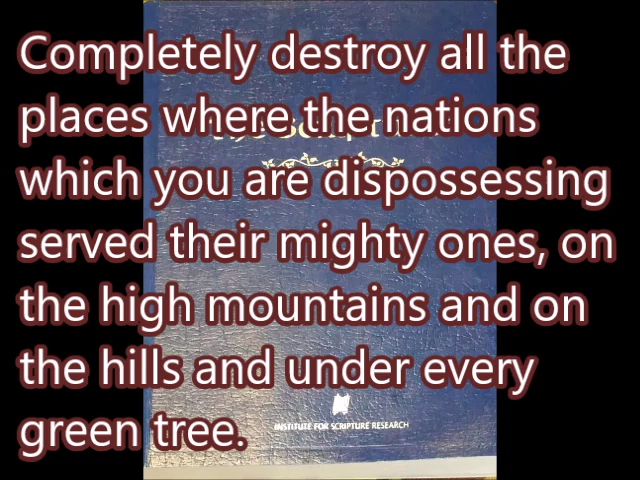 Completely destroy all the
places where the nations
which you are dispossessing
served their mighty ones, on
the high mountains and on
the hills and under every
green tree.
INSTITUTE FOR SCRIPTURE RESEARCH